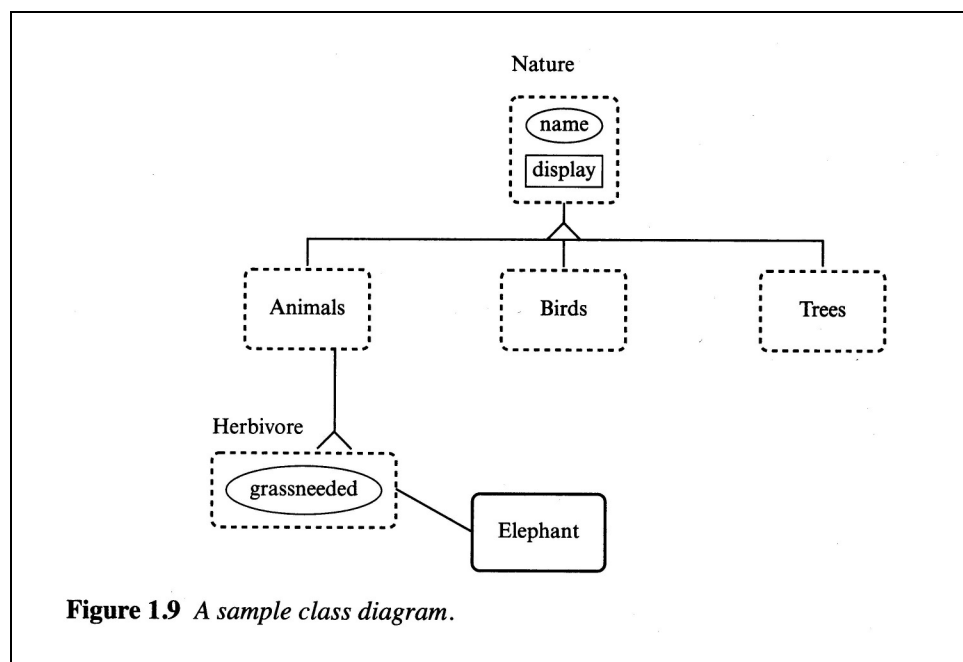 Nature
name
display
Animals
Birds
Trees
Herbivore
grassneeded
Elephant
Figure 1.9 A sample class diagram.